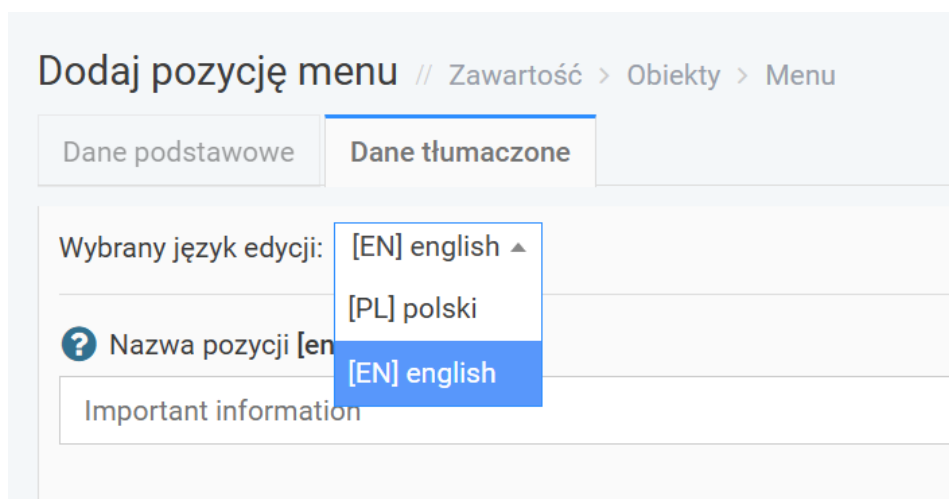 Dodaj pozycję menu // Zawartość > Obiekty > Menu
Dane podstawowe Dane tłumaczone
Wybrany język edycji: [EN] english
[PL] polski
Nazwa pozycji [en
[EN] english
Important information